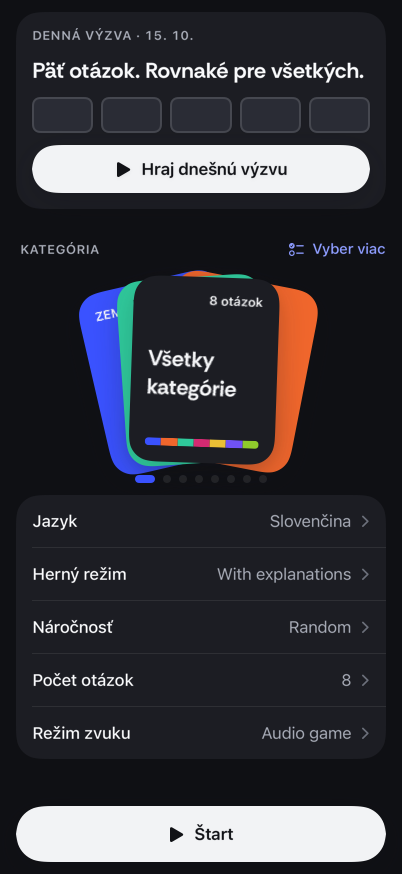 DENNÁ VÝZVA · 15. 10.
Päť otázok. Rovnaké pre všetkých.
Hraj dnešnú výzvu
KATEGÓRIA
Vyber viac
8 otázok
Všetky
kategórie
Jazyk
Slovenčina
Herný režim
With explanations
Náročnosť
Random
Počet otázok
8
Režim zvuku
Audio game
Štart